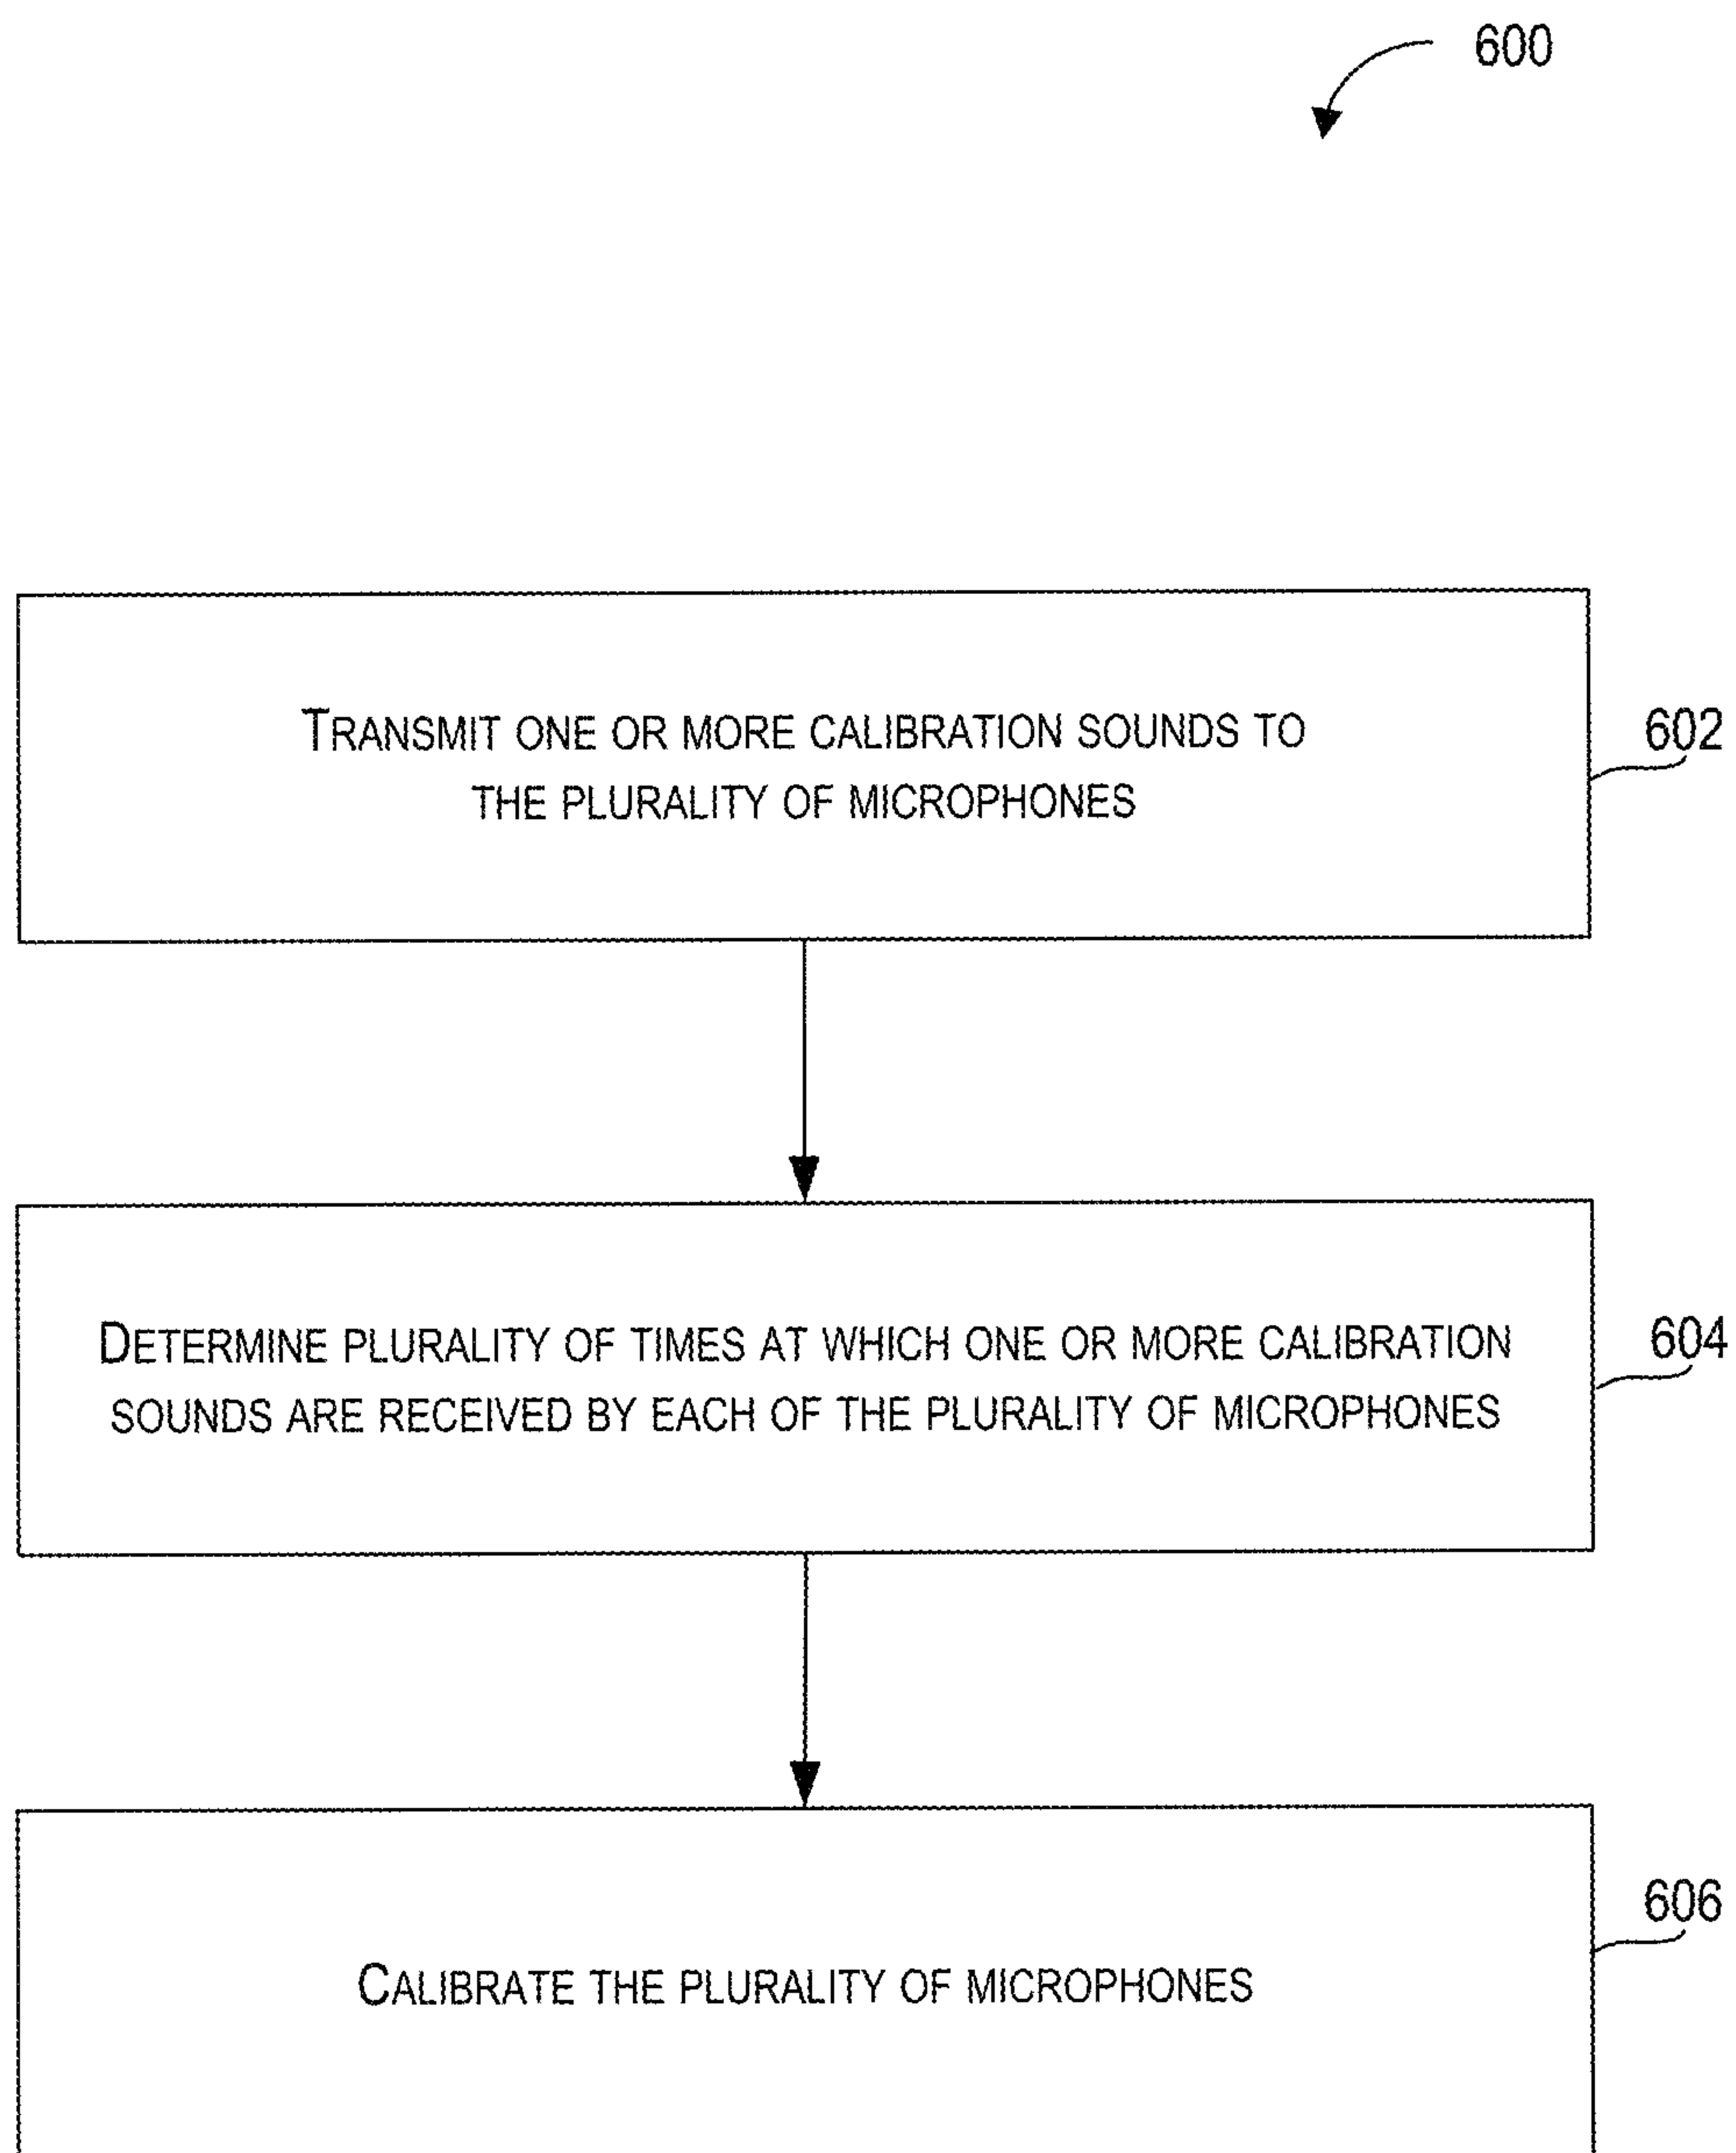 600
TRANSMIT ONE OR MORE CALIBRATION SOUNDS TO
THE PLURALITY OF MICROPHONES
602
DETERMINE PLURALITY OF TIMES AT WHICH ONE OR MORE CALIBRATION
SOUNDS ARE RECEIVED BY EACH OF THE PLURALITY OF MICROPHONES
604
CALIBRATE THE PLURALITY OF MICROPHONES
606